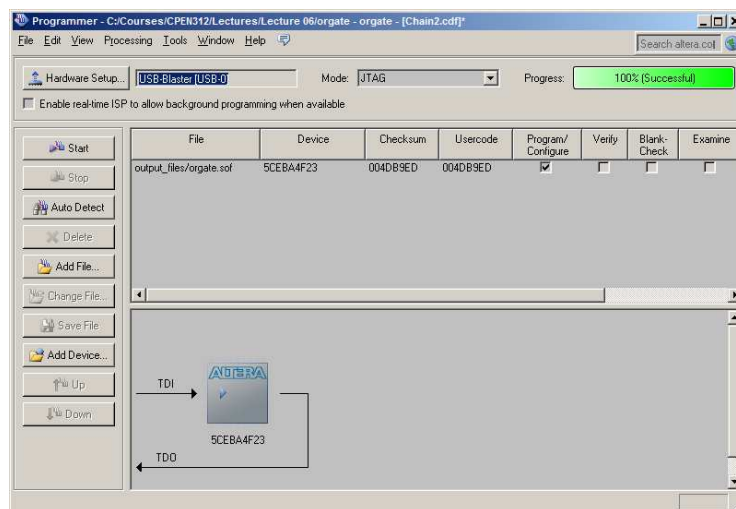 Programmer - C:/Courses/CPEN312/Lectures/Lecture 06/orgate - orgate - [Chain2.cdf]*
File Edit View Processing Tools Window Help
Search altera.com
Hardware Setup... USB-Blaster [USB-0] Mode: JTAG Progress: 100% (Successful)
Enable real-time ISP to allow background programming when available
Start
Stop
Auto Detect
Delete
Add File...
Change File...
Save File
Add Device...
Up
Down
File Device Checksum Usercode Program/ Configure Verify Blank- Check Examine
output_files/orgate.sof 5CEBA4F23 004DB9ED 004DB9ED
ALTERA
TDI
5CEBA4F23
TDO